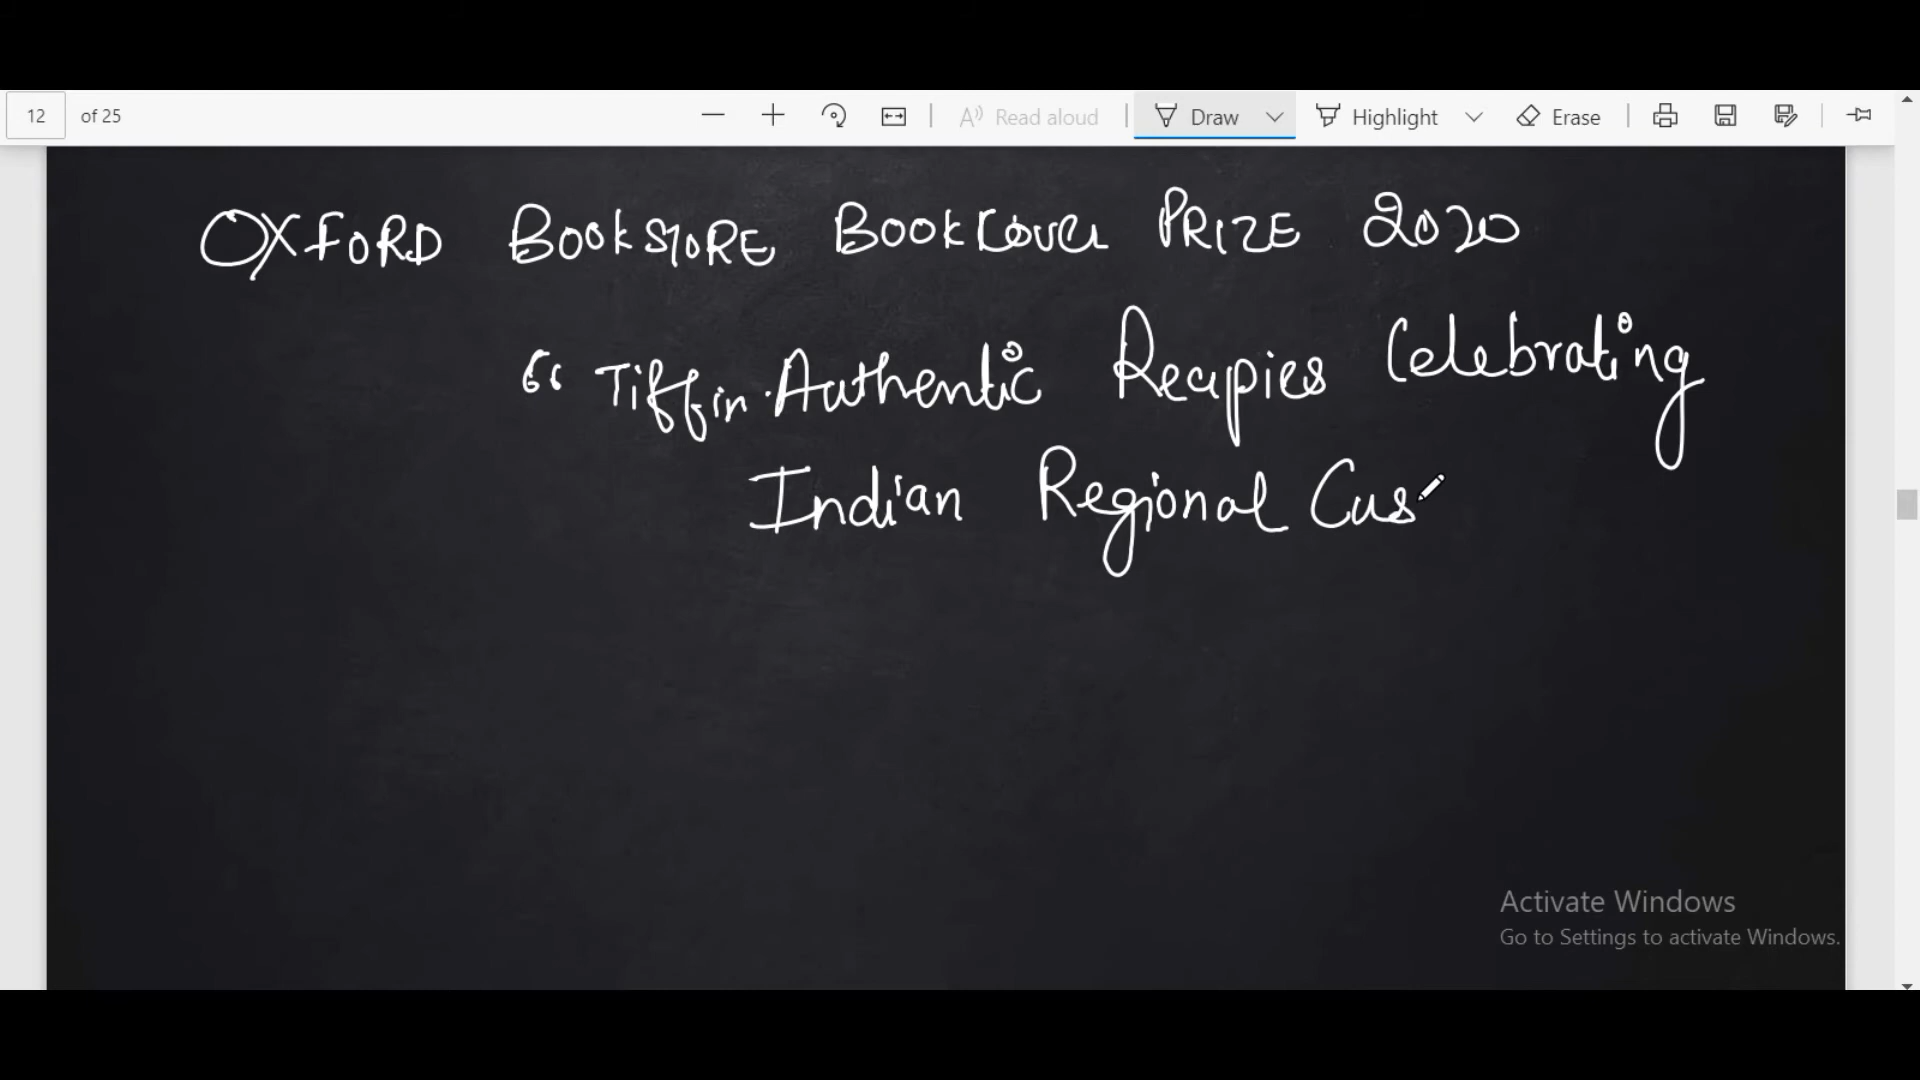 12 of 25 Read aloud Draw Highlight Erase
OXFORD BOOKSTORE BOOKCOVER PRIZE 2020
“ Tiffin. Authentic Recipies Celebrating
Indian Regional Cus
Activate Windows
Go to Settings to activate Windows.